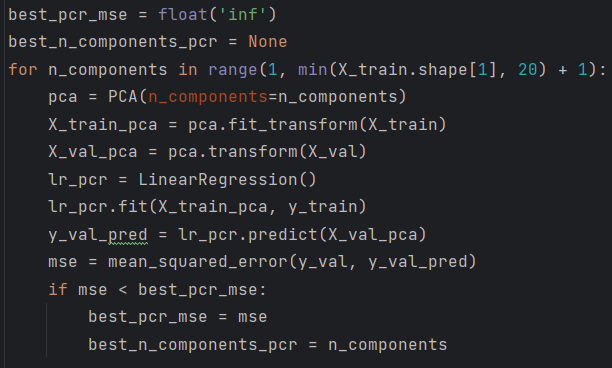 best_pcr_mse = float('inf')
best_n_components_pcr = None
for n_components in range(1, min(X_train.shape[1], 20) + 1):
    pca = PCA(n_components=n_components)
    X_train_pca = pca.fit_transform(X_train)
    X_val_pca = pca.transform(X_val)
    lr_pcr = LinearRegression()
    lr_pcr.fit(X_train_pca, y_train)
    y_val_pred = lr_pcr.predict(X_val_pca)
    mse = mean_squared_error(y_val, y_val_pred)
    if mse < best_pcr_mse:
        best_pcr_mse = mse
        best_n_components_pcr = n_components